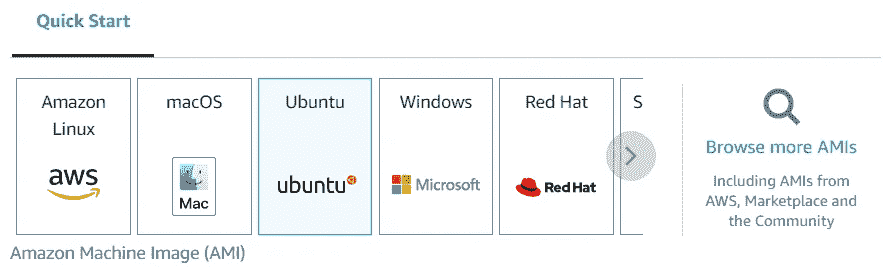 Quick Start
Amazon
Linux
aws
macOS
Mac
Ubuntu
ubuntu
Windows
Microsoft
Red Hat
Red Hat
S
Browse more AMIs
Including AMIs from
AWS, Marketplace and
the Community
Amazon Machine Image (AMI)